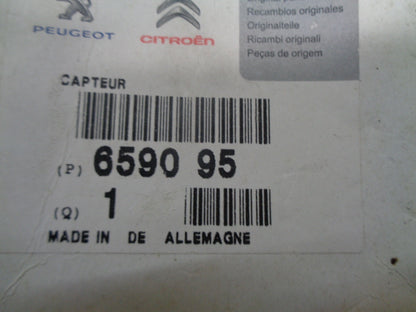 PEUGEOT
CITROËN
Recambios originales
Originalteile
Ricambi originali
Peças de origem
CAPTEUR
(P) 6590 95
(Q) 1
MADE IN DE ALLEMAGNE